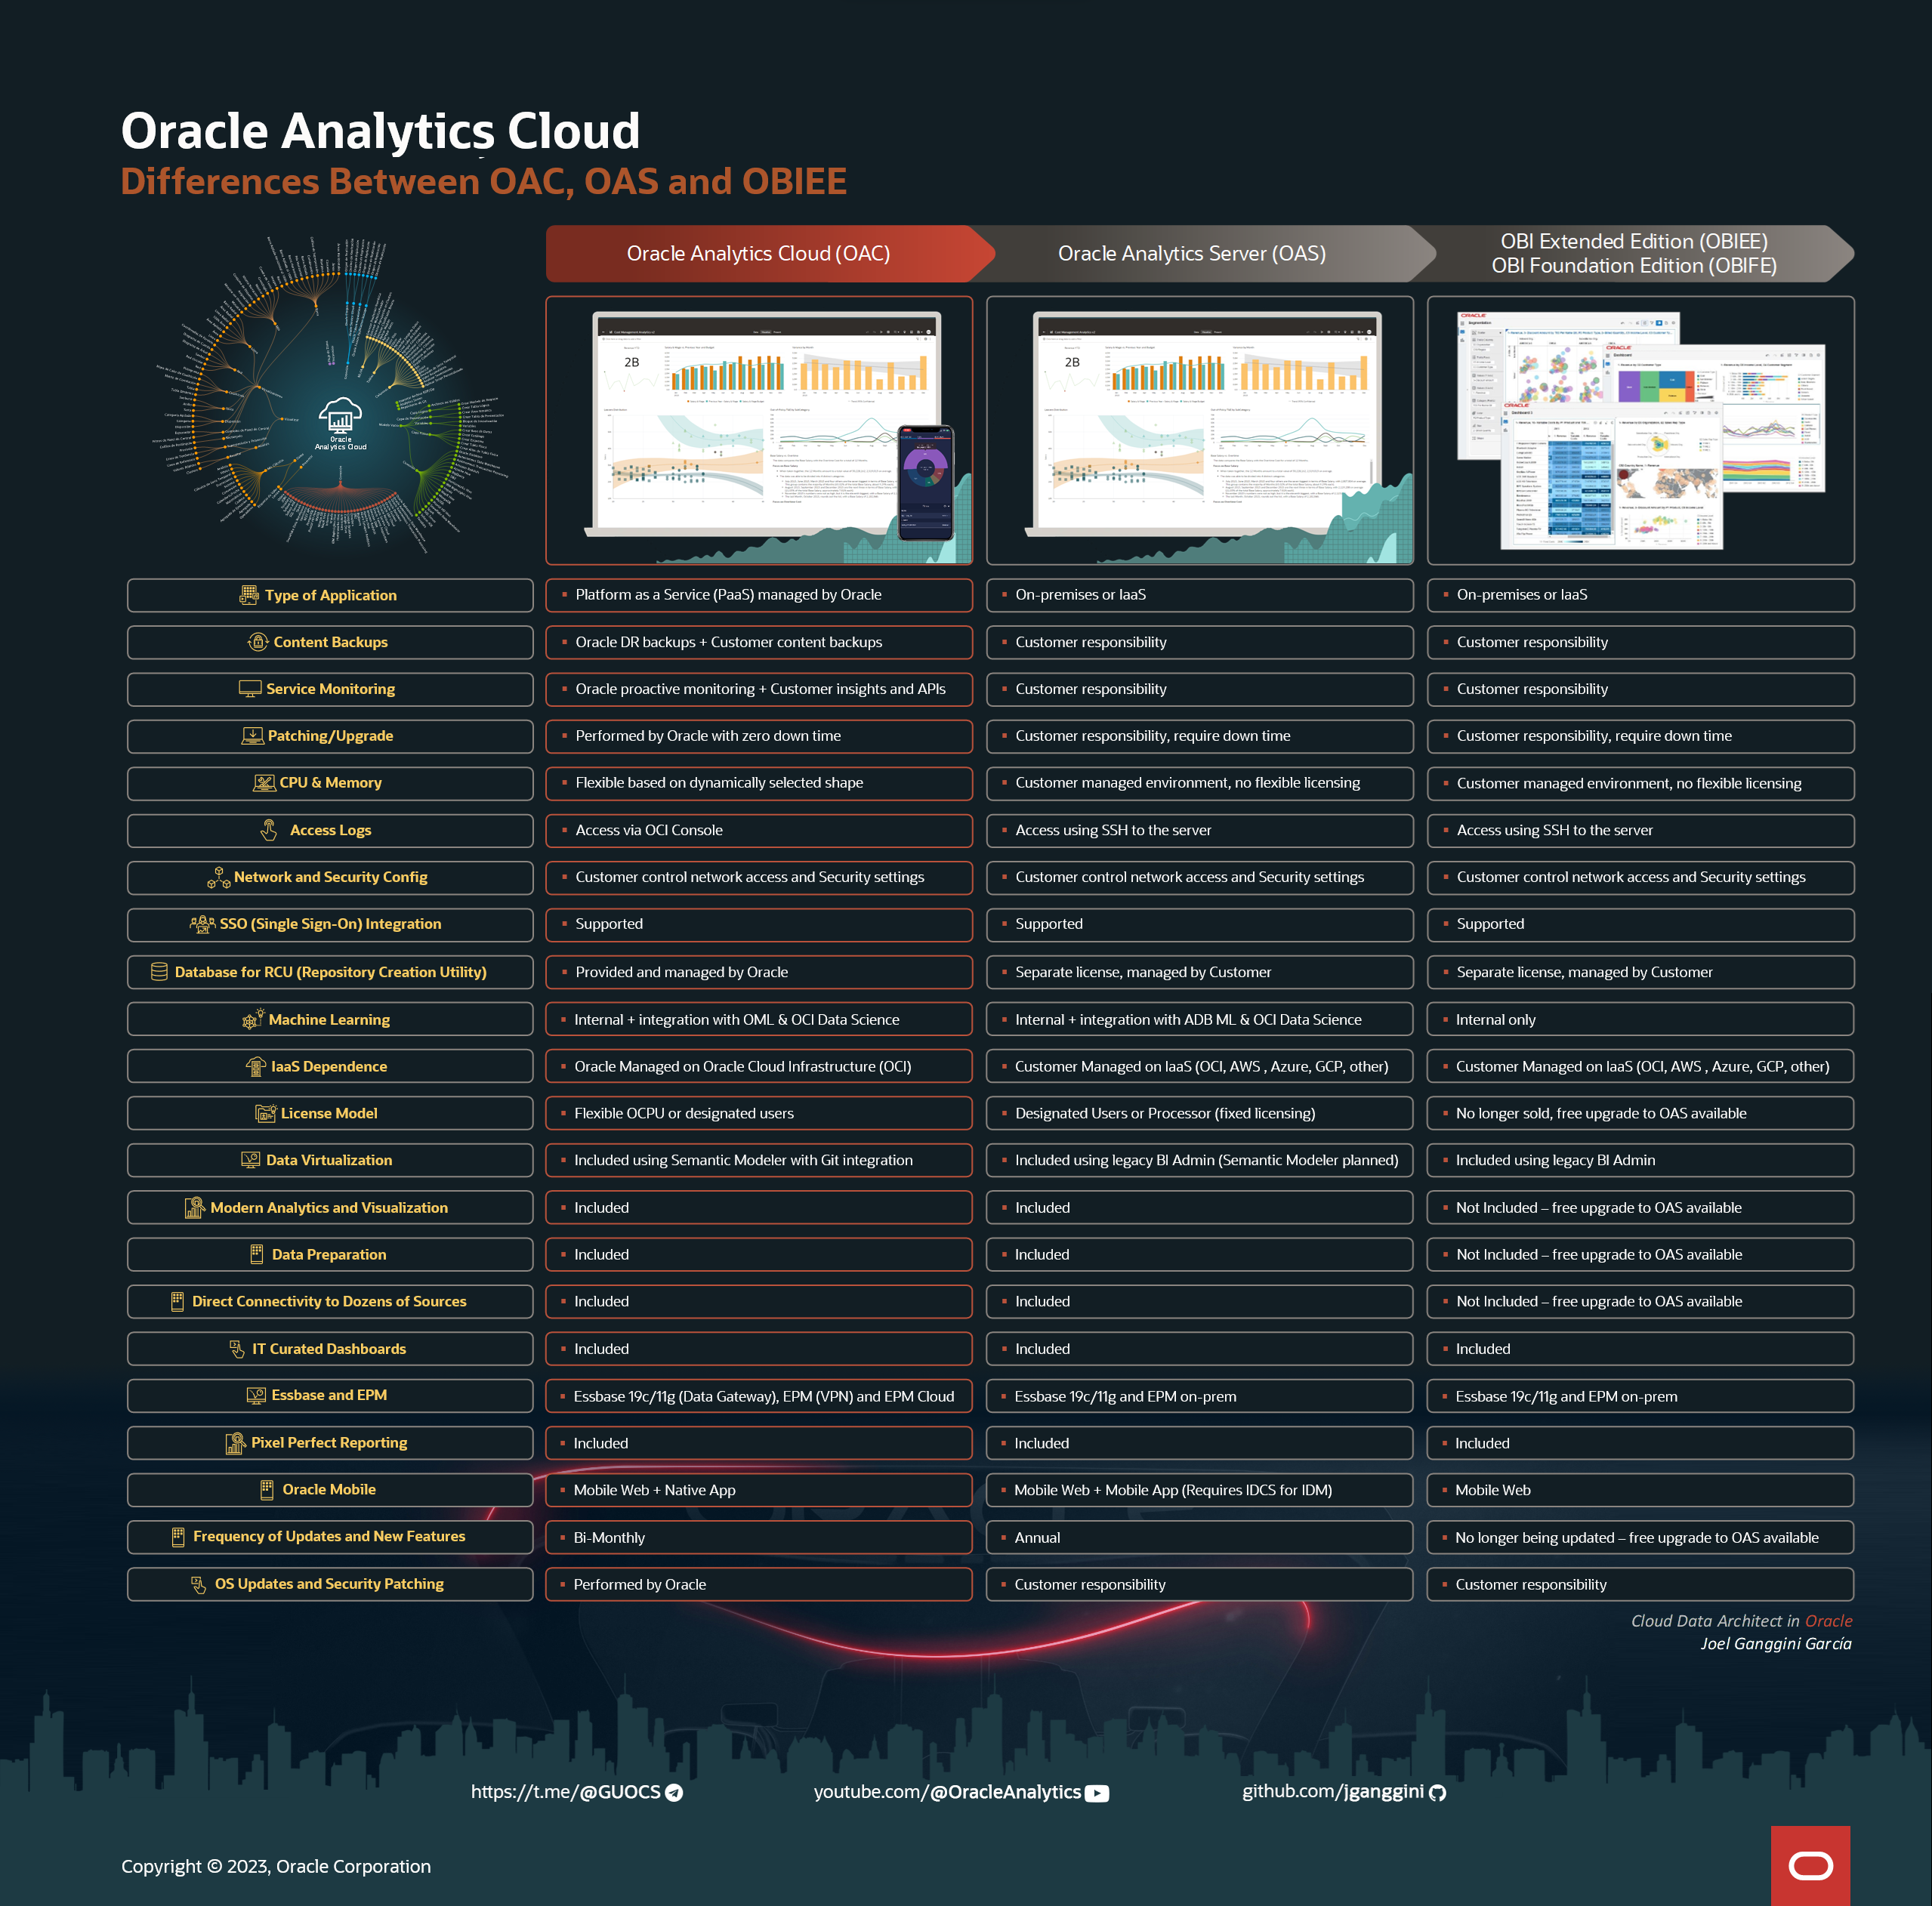 Oracle Analytics Cloud
Differences Between OAC, OAS and OBIEE
Oracle Analytics Cloud (OAC)
Oracle Analytics Server (OAS)
OBI Extended Edition (OBIEE)
OBI Foundation Edition (OBIFE)
Oracle
Analytics Cloud
2B
2B
ORACLE
ORACLE
ORACLE
Type of Application
Platform as a Service (PaaS) managed by Oracle
On-premises or IaaS
On-premises or IaaS
Content Backups
Oracle DR backups + Customer content backups
Customer responsibility
Customer responsibility
Service Monitoring
Oracle proactive monitoring + Customer insights and APIs
Customer responsibility
Customer responsibility
Patching/Upgrade
Performed by Oracle with zero down time
Customer responsibility, require down time
Customer responsibility, require down time
CPU & Memory
Flexible based on dynamically selected shape
Customer managed environment, no flexible licensing
Customer managed environment, no flexible licensing
Access Logs
Access via OCI Console
Access using SSH to the server
Access using SSH to the server
Network and Security Config
Customer control network access and Security settings
Customer control network access and Security settings
Customer control network access and Security settings
SSO (Single Sign-On) Integration
Supported
Supported
Supported
Database for RCU (Repository Creation Utility)
Provided and managed by Oracle
Separate license, managed by Customer
Separate license, managed by Customer
Machine Learning
Internal + integration with OML & OCI Data Science
Internal + integration with ADB ML & OCI Data Science
Internal only
IaaS Dependence
Oracle Managed on Oracle Cloud Infrastructure (OCI)
Customer Managed on IaaS (OCI, AWS , Azure, GCP, other)
Customer Managed on IaaS (OCI, AWS , Azure, GCP, other)
License Model
Flexible OCPU or designated users
Designated Users or Processor (fixed licensing)
No longer sold, free upgrade to OAS available
Data Virtualization
Included using Semantic Modeler with Git integration
Included using legacy BI Admin (Semantic Modeler planned)
Included using legacy BI Admin
Modern Analytics and Visualization
Included
Included
Not Included – free upgrade to OAS available
Data Preparation
Included
Included
Not Included – free upgrade to OAS available
Direct Connectivity to Dozens of Sources
Included
Included
Not Included – free upgrade to OAS available
IT Curated Dashboards
Included
Included
Included
Essbase and EPM
Essbase 19c/11g (Data Gateway), EPM (VPN) and EPM Cloud
Essbase 19c/11g and EPM on-prem
Essbase 19c/11g and EPM on-prem
Pixel Perfect Reporting
Included
Included
Included
Oracle Mobile
Mobile Web + Native App
Mobile Web + Mobile App (Requires IDCS for IDM)
Mobile Web
Frequency of Updates and New Features
Bi-Monthly
Annual
No longer being updated – free upgrade to OAS available
OS Updates and Security Patching
Performed by Oracle
Customer responsibility
Customer responsibility
Cloud Data Architect in Oracle
Joel Ganggini García
https://t.me/@GUOCS
youtube.com/@OracleAnalytics
github.com/jganggini
Copyright © 2023, Oracle Corporation